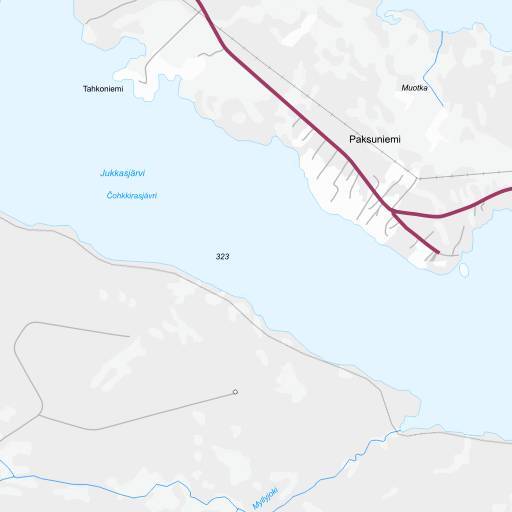 Tahkoniemi
Muotka
Paksuniemi
Jukkasjärvi
Čohkkirasjávri
323
Myllyjoki